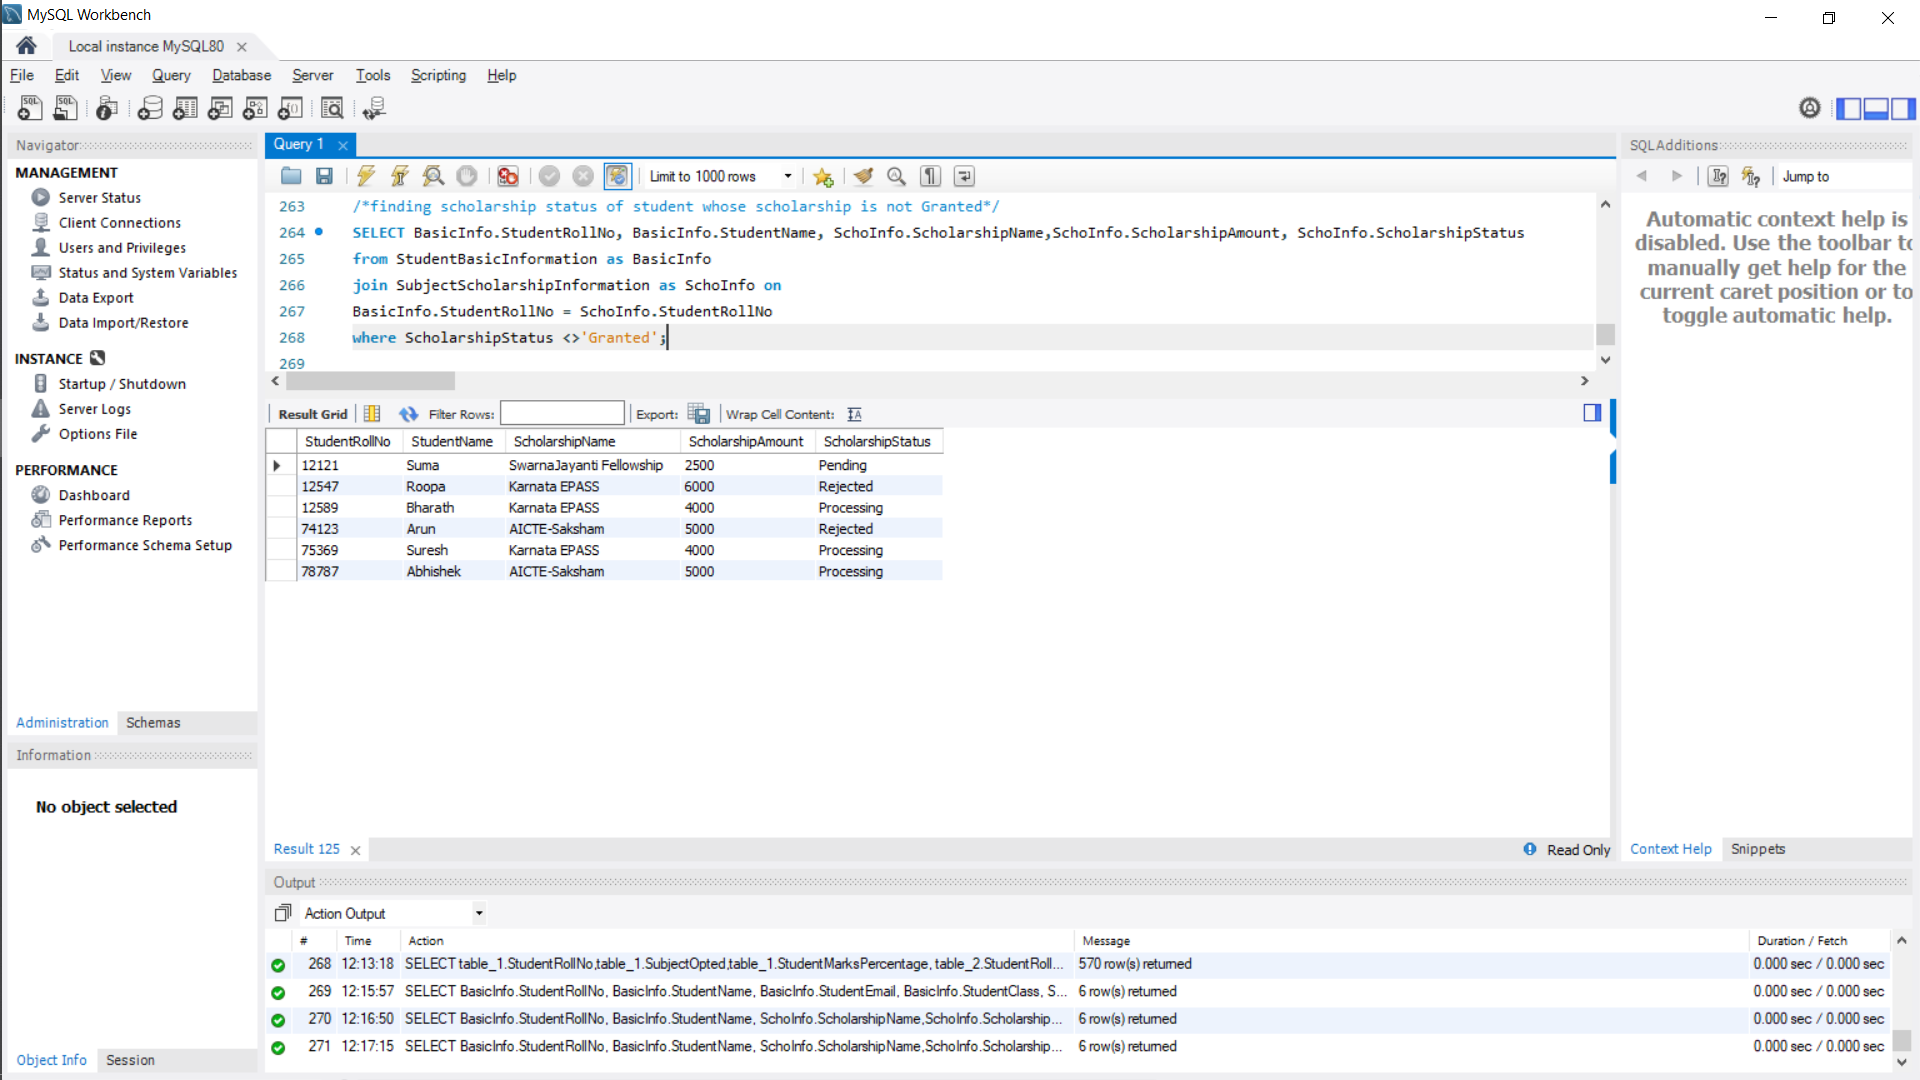 MySQL Workbench
Local instance MySQL80
File Edit View Query Database Server Tools Scripting Help
Navigator
MANAGEMENT
Server Status
Client Connections
Users and Privileges
Status and System Variables
Data Export
Data Import/Restore
INSTANCE
Startup / Shutdown
Server Logs
Options File
PERFORMANCE
Dashboard
Performance Reports
Performance Schema Setup
Administration Schemas
Information
No object selected
Object Info Session
Query 1
Limit to 1000 rows
263 /*finding scholarship status of student whose scholarship is not Granted*/
264 SELECT BasicInfo.StudentRollNo, BasicInfo.StudentName, SchoInfo.ScholarshipName,SchoInfo.ScholarshipAmount, SchoInfo.ScholarshipStatus
265 from StudentBasicInformation as BasicInfo
266 join SubjectScholarshipInformation as SchoInfo on
267 BasicInfo.StudentRollNo = SchoInfo.StudentRollNo
268 where ScholarshipStatus <>'Granted';
269
Result Grid Filter Rows: Export: Wrap Cell Content:
StudentRollNo StudentName ScholarshipName ScholarshipAmount ScholarshipStatus
12121 Suma SwarnaJayanti Fellowship 2500 Pending
12547 Roopa Karnata EPASS 6000 Rejected
12589 Bharath Karnata EPASS 4000 Processing
74123 Arun AICTE-Saksham 5000 Rejected
75369 Suresh Karnata EPASS 4000 Processing
78787 Abhishek AICTE-Saksham 5000 Processing
Result 125
Read Only
SQLAdditions
Jump to
Automatic context help is
disabled. Use the toolbar to
manually get help for the
current caret position or to
toggle automatic help.
Context Help Snippets
Output
Action Output
# Time Action Message Duration / Fetch
268 12:13:18 SELECT table_1.StudentRollNo,table_1.SubjectOpted,table_1.StudentMarksPercentage, table_2.StudentRoll... 570 row(s) returned 0.000 sec / 0.000 sec
269 12:15:57 SELECT BasicInfo.StudentRollNo, BasicInfo.StudentName, BasicInfo.StudentEmail, BasicInfo.StudentClass, S... 6 row(s) returned 0.000 sec / 0.000 sec
270 12:16:50 SELECT BasicInfo.StudentRollNo, BasicInfo.StudentName, SchoInfo.ScholarshipName,SchoInfo.Scholarship... 6 row(s) returned 0.000 sec / 0.000 sec
271 12:17:15 SELECT BasicInfo.StudentRollNo, BasicInfo.StudentName, SchoInfo.ScholarshipName,SchoInfo.Scholarship... 6 row(s) returned 0.000 sec / 0.000 sec